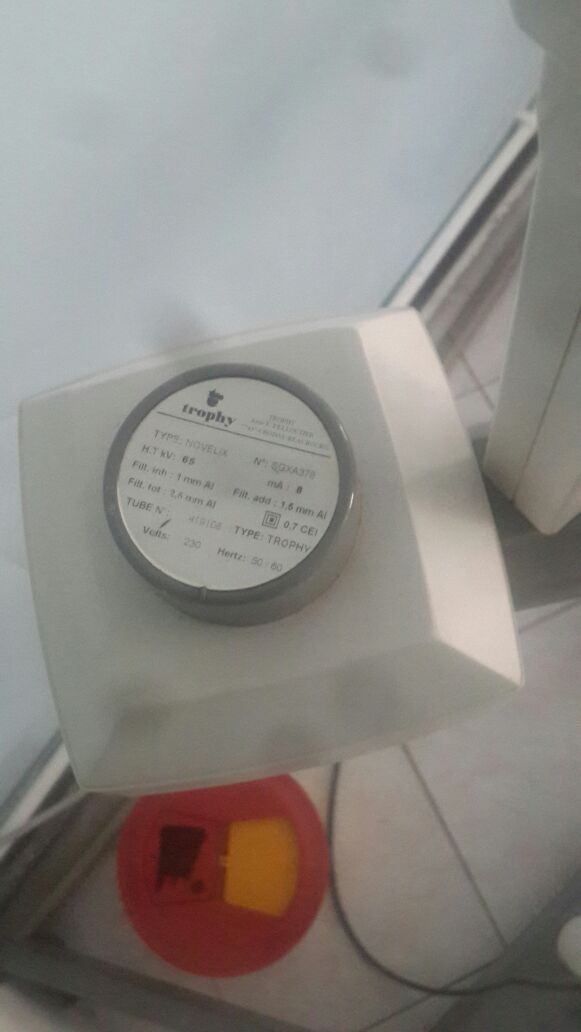 trophy
TROPHY
TYPE: NOVELIX N°: SGXA378
H.T kV: 65 mA : 8
Filt. inh : 1 mm Al Filt. add : 1,5 mm Al
Filt. tot : 2,5 mm Al 0.7 CEI
TUBE N°: TYPE: TROPHY
Volts: 230 Hertz: 50 / 60